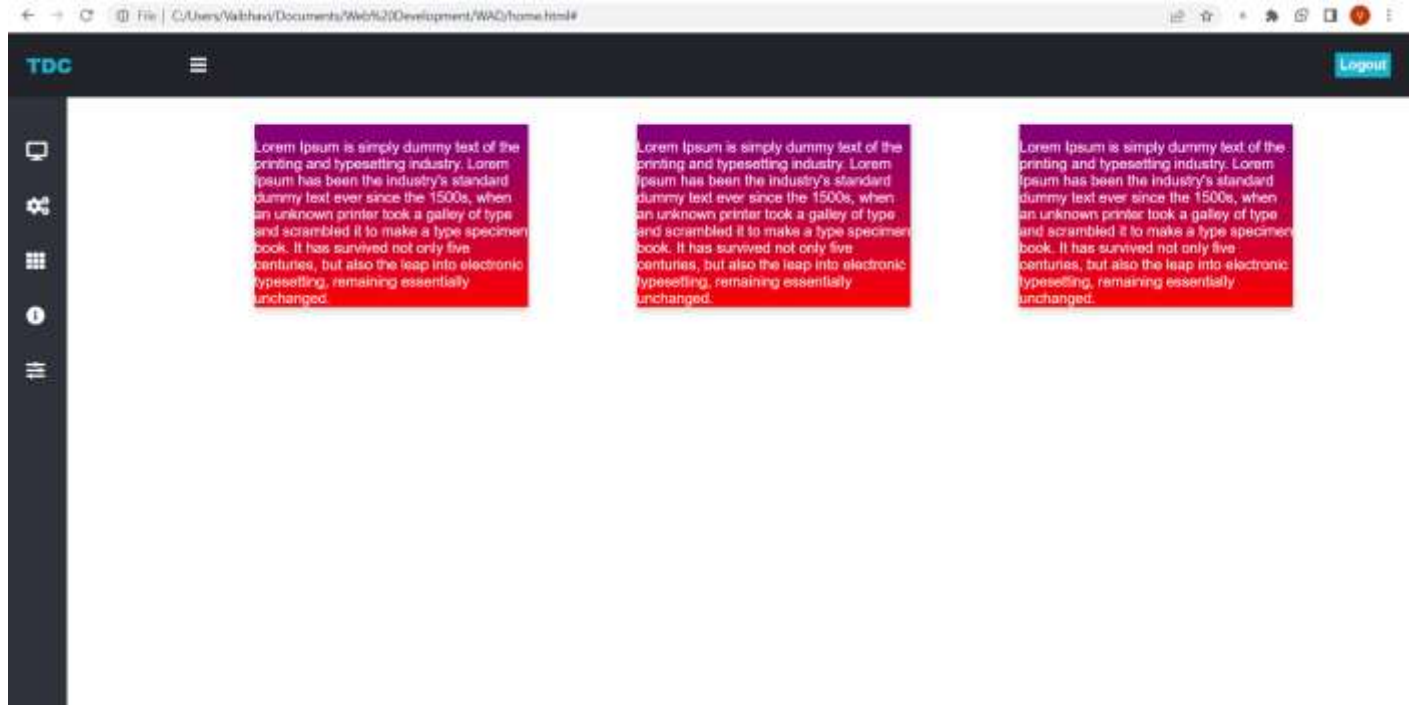 File | C:/Users/Vaibhavi/Documents/Web%20Development/WAD/home.html#
V
TDC
Logout
Lorem Ipsum is simply dummy text of the
printing and typesetting industry. Lorem
Ipsum has been the industry's standard
dummy text ever since the 1500s, when
an unknown printer took a galley of type
and scrambled it to make a type specimen
book. It has survived not only five
centuries, but also the leap into electronic
typesetting, remaining essentially
unchanged.
Lorem Ipsum is simply dummy text of the
printing and typesetting industry. Lorem
Ipsum has been the industry's standard
dummy text ever since the 1500s, when
an unknown printer took a galley of type
and scrambled it to make a type specimen
book. It has survived not only five
centuries, but also the leap into electronic
typesetting, remaining essentially
unchanged.
Lorem Ipsum is simply dummy text of the
printing and typesetting industry. Lorem
Ipsum has been the industry's standard
dummy text ever since the 1500s, when
an unknown printer took a galley of type
and scrambled it to make a type specimen
book. It has survived not only five
centuries, but also the leap into electronic
typesetting, remaining essentially
unchanged.